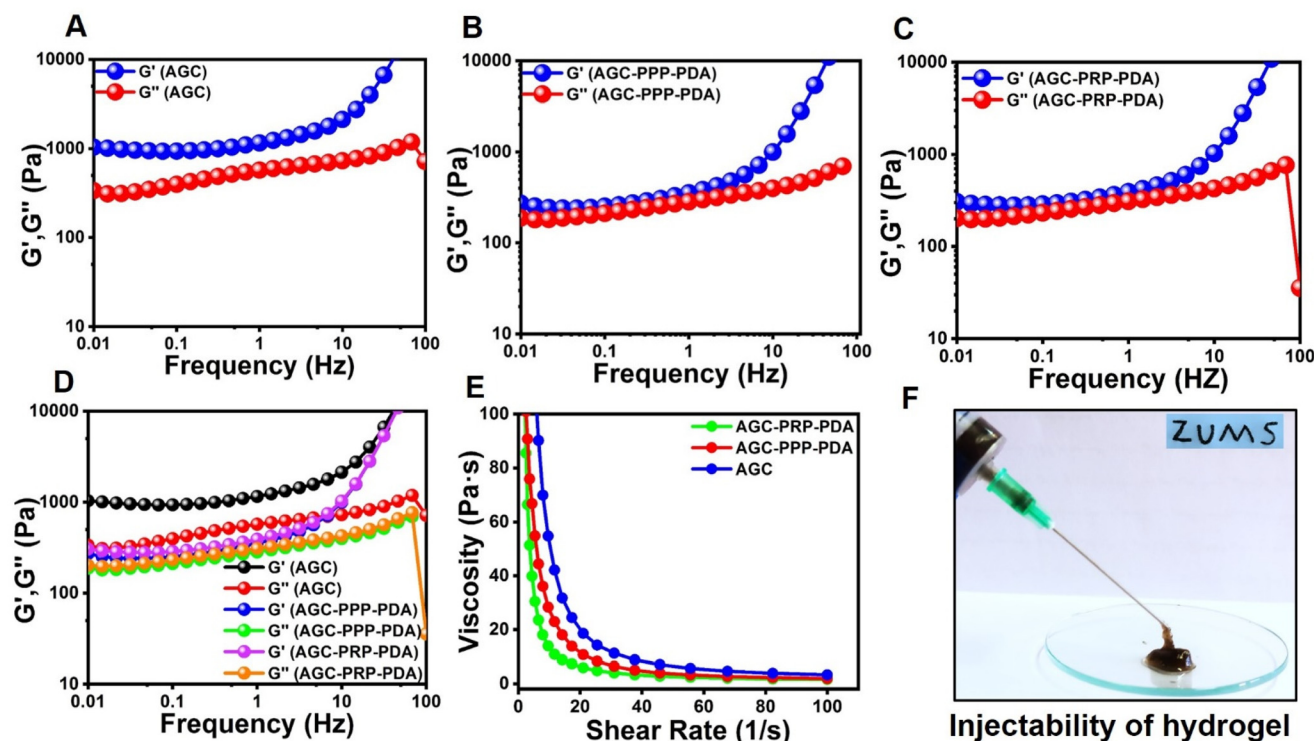 A
10000
1000
100
10
G',G" (Pa)
G' (AGC)
G" (AGC)
0.01
0.1
1
10
100
Frequency (Hz)
B
10000
1000
100
10
G',G" (Pa)
G' (AGC-PPP-PDA)
G" (AGC-PPP-PDA)
0.01
0.1
1
10
100
Frequency (Hz)
C
10000
1000
100
10
G',G" (Pa)
G' (AGC-PRP-PDA)
G" (AGC-PRP-PDA)
0.01
0.1
1
10
100
Frequency (HZ)
D
10000
1000
100
10
G',G" (Pa)
G' (AGC)
G" (AGC)
G' (AGC-PPP-PDA)
G" (AGC-PPP-PDA)
G' (AGC-PRP-PDA)
G" (AGC-PRP-PDA)
0.01
0.1
1
10
100
Frequency (Hz)
E
100
80
60
40
20
0
Viscosity (Pa·s)
AGC-PRP-PDA
AGC-PPP-PDA
AGC
0
20
40
60
80
100
Shear Rate (1/s)
F
ZUMS
Injectability of hydrogel